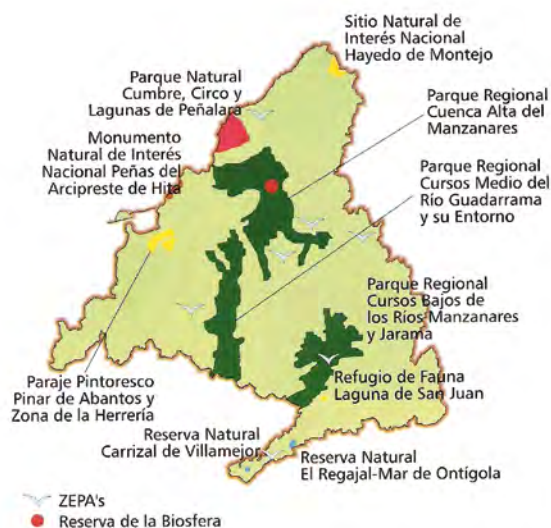 Sitio Natural de
Interés Nacional
Hayedo de Montejo
Parque Natural
Cumbre, Circo y
Lagunas de Peñalara
Parque Regional
Cuenca Alta del
Manzanares
Monumento
Natural de Interés
Nacional Peñas del
Arcipreste de Hita
Parque Regional
Cursos Medio del
Río Guadarrama
y su Entorno
Parque Regional
Cursos Bajos de
los Ríos Manzanares
y Jarama
Paraje Pintoresco
Pinar de Abantos y
Zona de la Herrería
Refugio de Fauna
Laguna de San Juan
Reserva Natural
Carrizal de Villamejor
Reserva Natural
El Regajal-Mar de Ontígola
ZEPA's
Reserva de la Biosfera